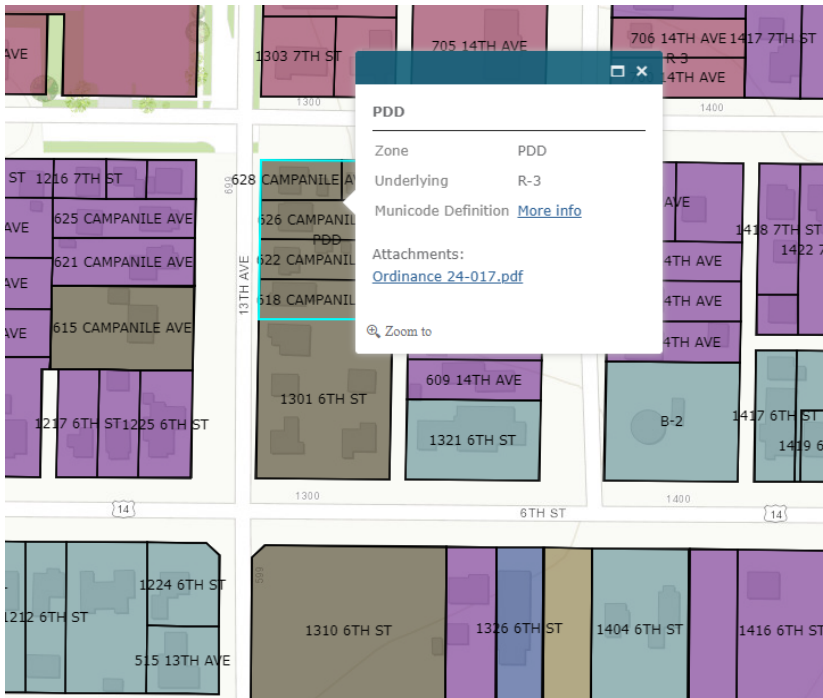 AVE
1303 7TH ST
705 14TH AVE
706 14TH AVE
1417 7TH ST
R-3
14TH AVE
1300
1400
PDD
Zone PDD
Underlying R-3
Municode Definition More info
Attachments:
Ordinance 24-017.pdf
Zoom to
ST
1216 7TH ST
699
628 CAMPANILE A
AVE
625 CAMPANILE AVE
626 CAMPANIL
PDD
AVE
1418 7TH ST
621 CAMPANILE AVE
622 CAMPANIL
4TH AVE
1422 7
AVE
13TH AVE
618 CAMPANIL
4TH AVE
AVE
615 CAMPANILE AVE
4TH AVE
609 14TH AVE
1301 6TH ST
1217 6TH ST
1225 6TH ST
1321 6TH ST
B-2
1417 6TH ST
1419 6
1300
1400
14
6TH ST
14
599
1224 6TH ST
1212 6TH ST
515 13TH AVE
1310 6TH ST
1326 6TH ST
1404 6TH ST
1416 6TH ST